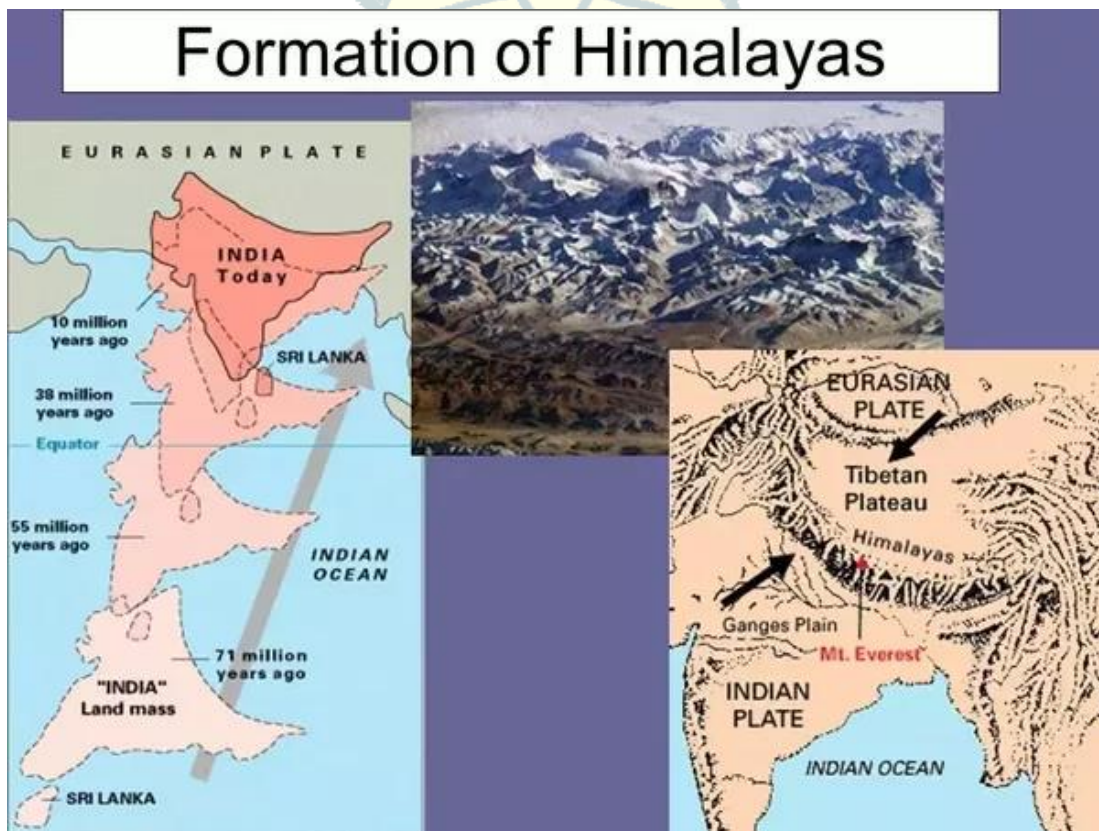 Formation of Himalayas
EURASIAN PLATE
INDIA
Today
10 million
years ago
SRI LANKA
38 million
years ago
Equator
55 million
years ago
INDIAN
OCEAN
71 million
years ago
"INDIA"
Land mass
SRI LANKA
EURASIAN
PLATE
Tibetan
Plateau
Himalayas
Ganges Plain
Mt. Everest
INDIAN
PLATE
INDIAN OCEAN